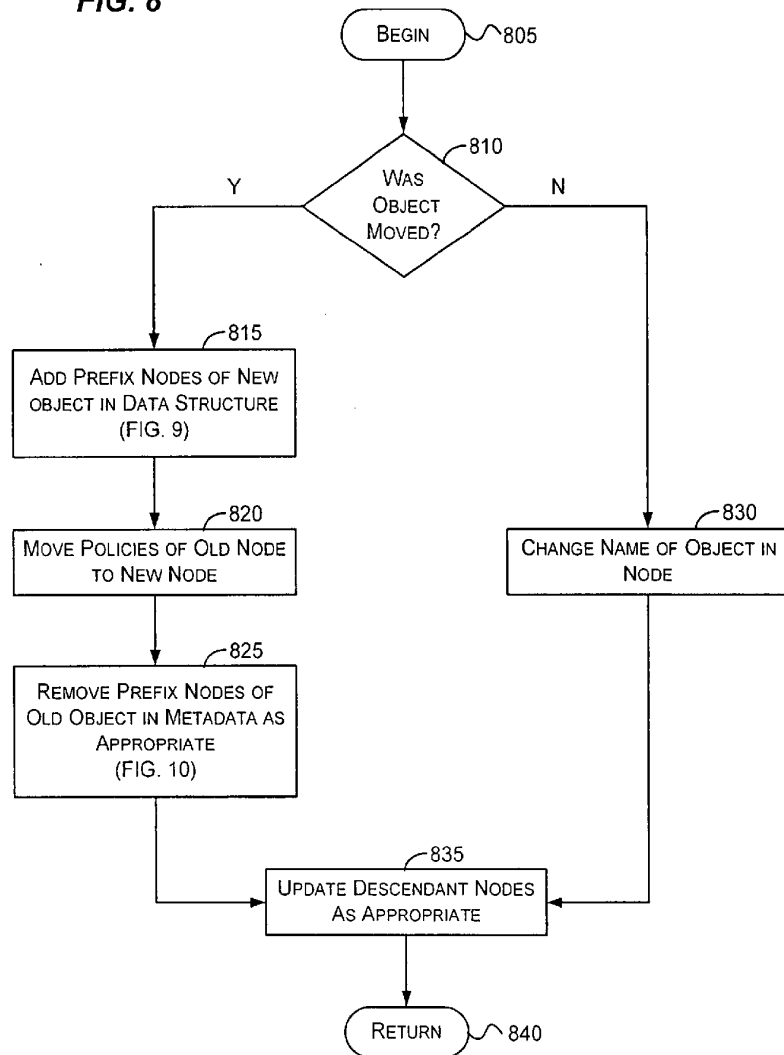 FIG. 8
BEGIN
805
810
WAS
OBJECT
MOVED?
Y
N
815
ADD PREFIX NODES OF NEW
OBJECT IN DATA STRUCTURE
(FIG. 9)
820
MOVE POLICIES OF OLD NODE
TO NEW NODE
830
CHANGE NAME OF OBJECT IN
NODE
825
REMOVE PREFIX NODES OF
OLD OBJECT IN METADATA AS
APPROPRIATE
(FIG. 10)
835
UPDATE DESCENDANT NODES
AS APPROPRIATE
RETURN
840